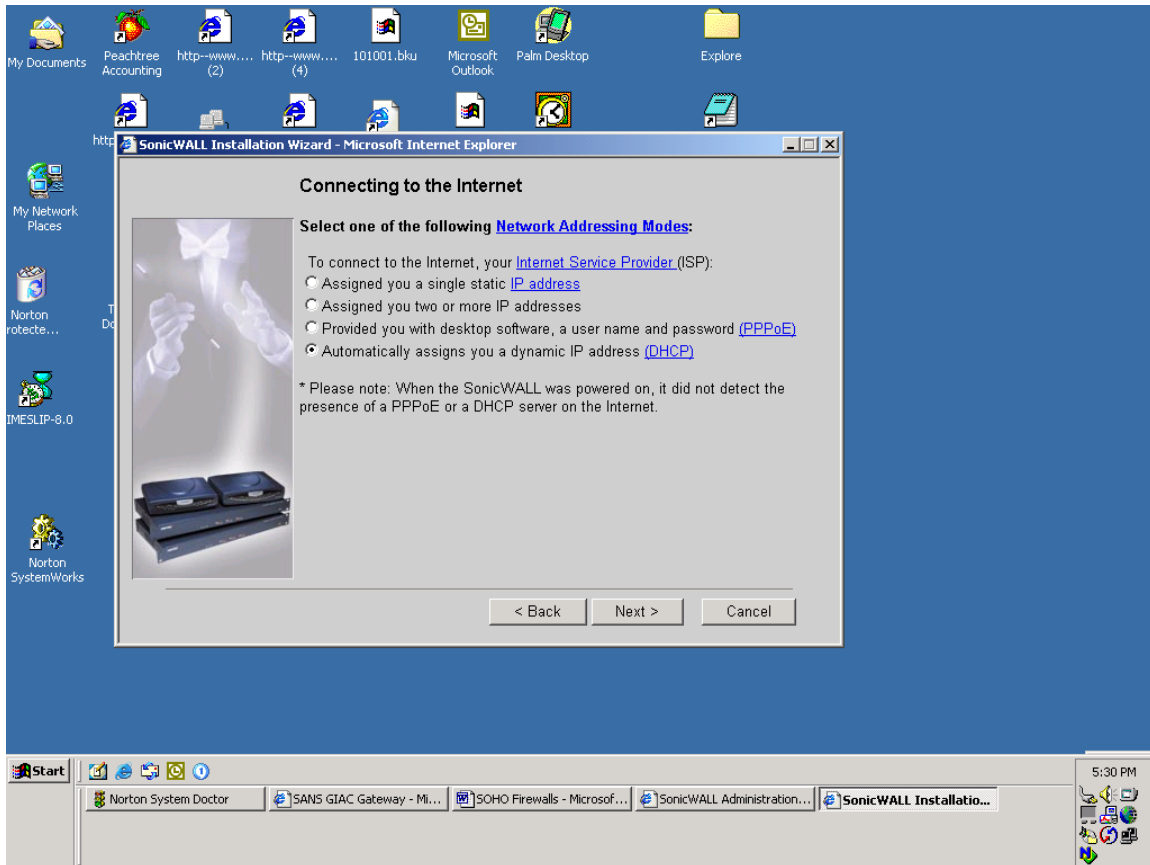 My Documents
Peachtree
Accounting
http--www....
(2)
http--www....
(4)
101001.bku
Microsoft
Outlook
Palm Desktop
Explore
http
SonicWALL Installation Wizard - Microsoft Internet Explorer
Connecting to the Internet
My Network
Places
Select one of the following Network Addressing Modes:
To connect to the Internet, your Internet Service Provider (ISP):
Assigned you a single static IP address
Assigned you two or more IP addresses
Provided you with desktop software, a user name and password (PPPoE)
Automatically assigns you a dynamic IP address (DHCP)
* Please note: When the SonicWALL was powered on, it did not detect the
presence of a PPPoE or a DHCP server on the Internet.
Norton
rotecte...
T
Do
IMESLIP-8.0
Norton
SystemWorks
< Back
Next >
Cancel
Start
5:30 PM
Norton System Doctor
SANS GIAC Gateway - Mi...
SOHO Firewalls - Microsof...
SonicWALL Administration...
SonicWALL Installatio...